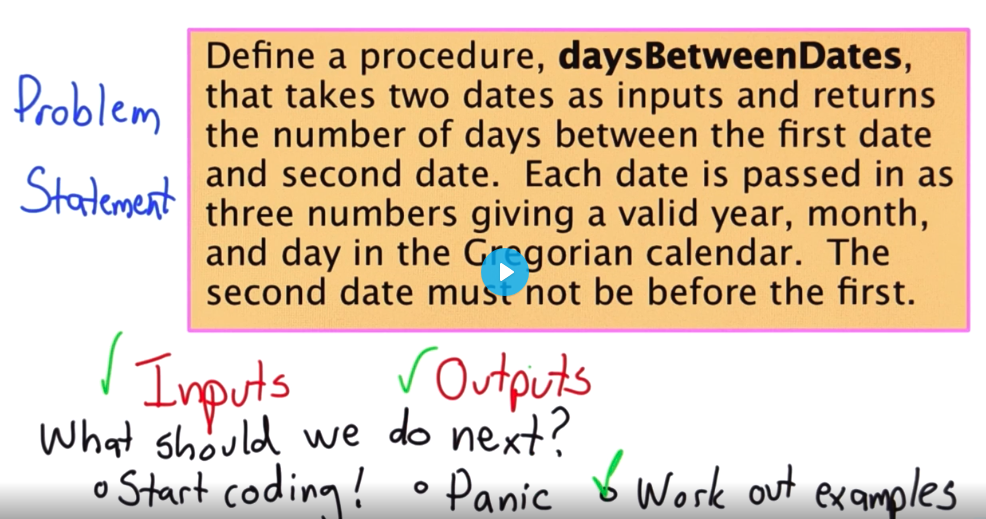 Problem
Statement
Define a procedure, daysBetweenDates,
that takes two dates as inputs and returns
the number of days between the first date
and second date. Each date is passed in as
three numbers giving a valid year, month,
and day in the Gregorian calendar. The
second date must not be before the first.
Inputs Outputs
What should we do next?
Start coding! Panic Work out examples